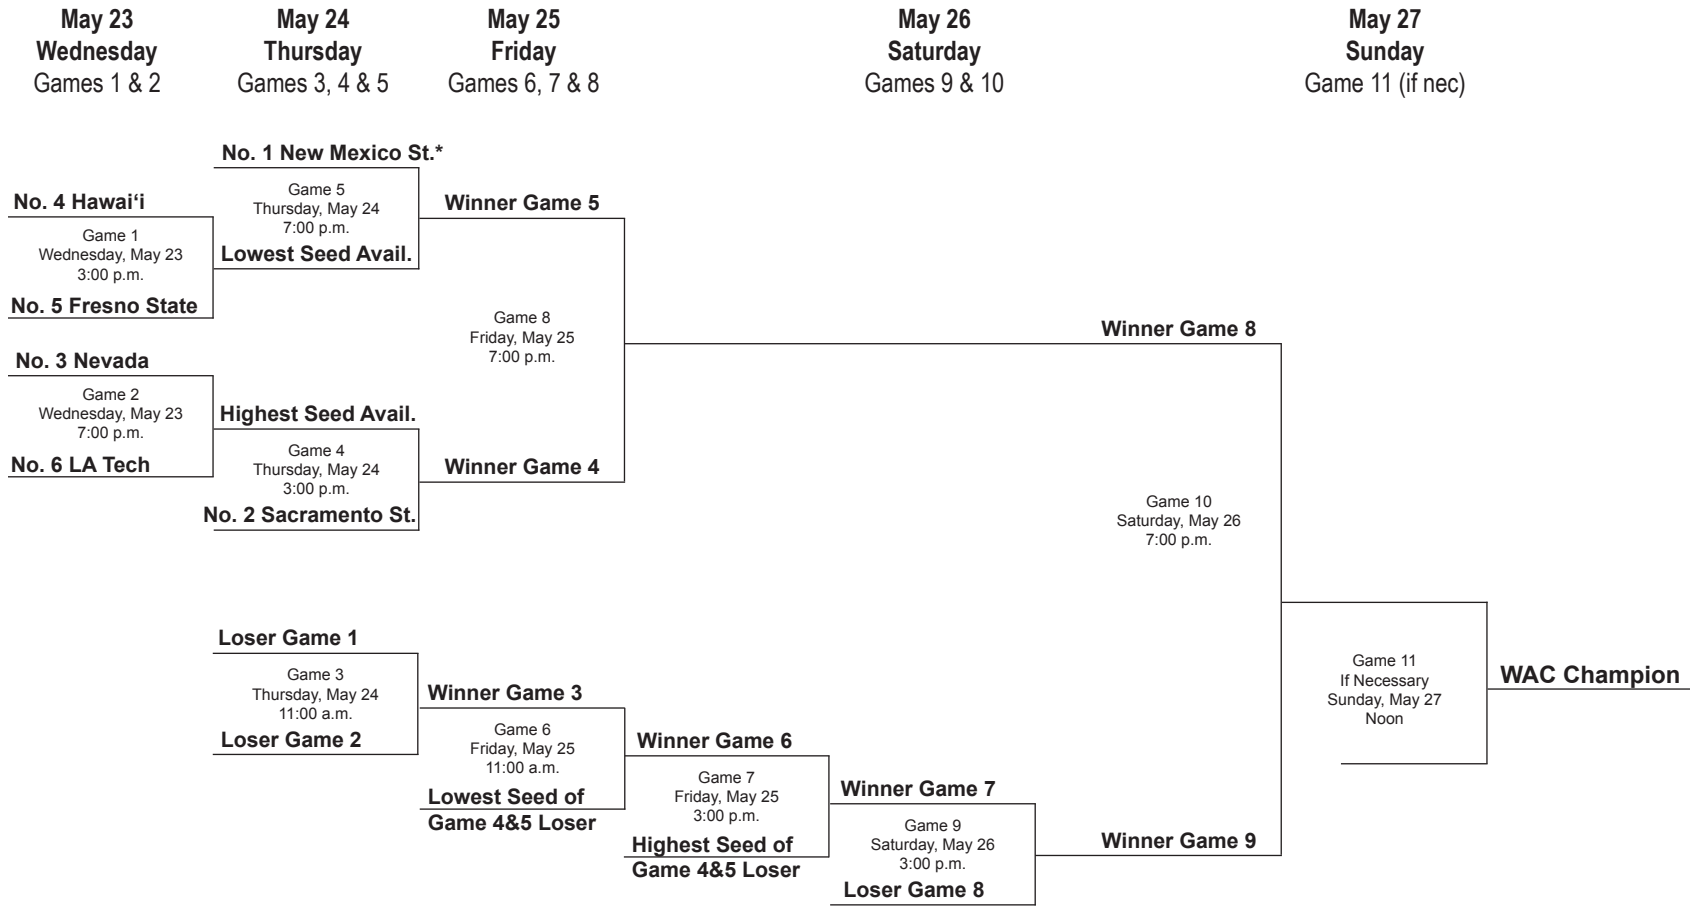 May 23
Wednesday
Games 1 & 2
May 24
Thursday
Games 3, 4 & 5
May 25
Friday
Games 6, 7 & 8
May 26
Saturday
Games 9 & 10
May 27
Sunday
Game 11 (if nec)
No. 4 Hawai‘i
Game 1
Wednesday, May 23
3:00 p.m.
No. 5 Fresno State
No. 3 Nevada
Game 2
Wednesday, May 23
7:00 p.m.
No. 6 LA Tech
No. 1 New Mexico St.*
Game 5
Thursday, May 24
7:00 p.m.
Lowest Seed Avail.
Highest Seed Avail.
Game 4
Thursday, May 24
3:00 p.m.
No. 2 Sacramento St.
Loser Game 1
Game 3
Thursday, May 24
11:00 a.m.
Loser Game 2
Winner Game 5
Game 8
Friday, May 25
7:00 p.m.
Winner Game 4
Winner Game 3
Game 6
Friday, May 25
11:00 a.m.
Lowest Seed of
Game 4&5 Loser
Winner Game 6
Game 7
Friday, May 25
3:00 p.m.
Highest Seed of
Game 4&5 Loser
Winner Game 7
Game 9
Saturday, May 26
3:00 p.m.
Loser Game 8
Winner Game 8
Game 10
Saturday, May 26
7:00 p.m.
Winner Game 9
Game 11
If Necessary
Sunday, May 27
Noon
WAC Champion